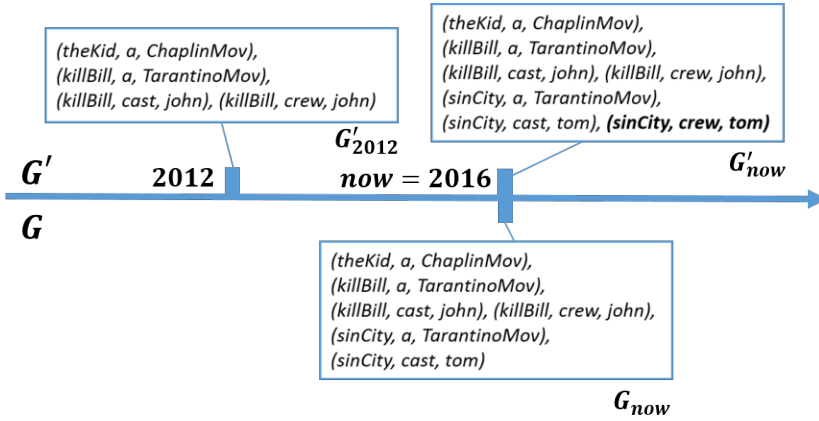 (theKid, a, ChaplinMov),
(killBill, a, TarantinoMov),
(killBill, cast, john), (killBill, crew, john)
(theKid, a, ChaplinMov),
(killBill, a, TarantinoMov),
(killBill, cast, john), (killBill, crew, john),
(sinCity, a, TarantinoMov),
(sinCity, cast, tom), (sinCity, crew, tom)
G'2012
G'now
G' 2012 now = 2016
G
(theKid, a, ChaplinMov),
(killBill, a, TarantinoMov),
(killBill, cast, john), (killBill, crew, john),
(sinCity, a, TarantinoMov),
(sinCity, cast, tom)
Gnow